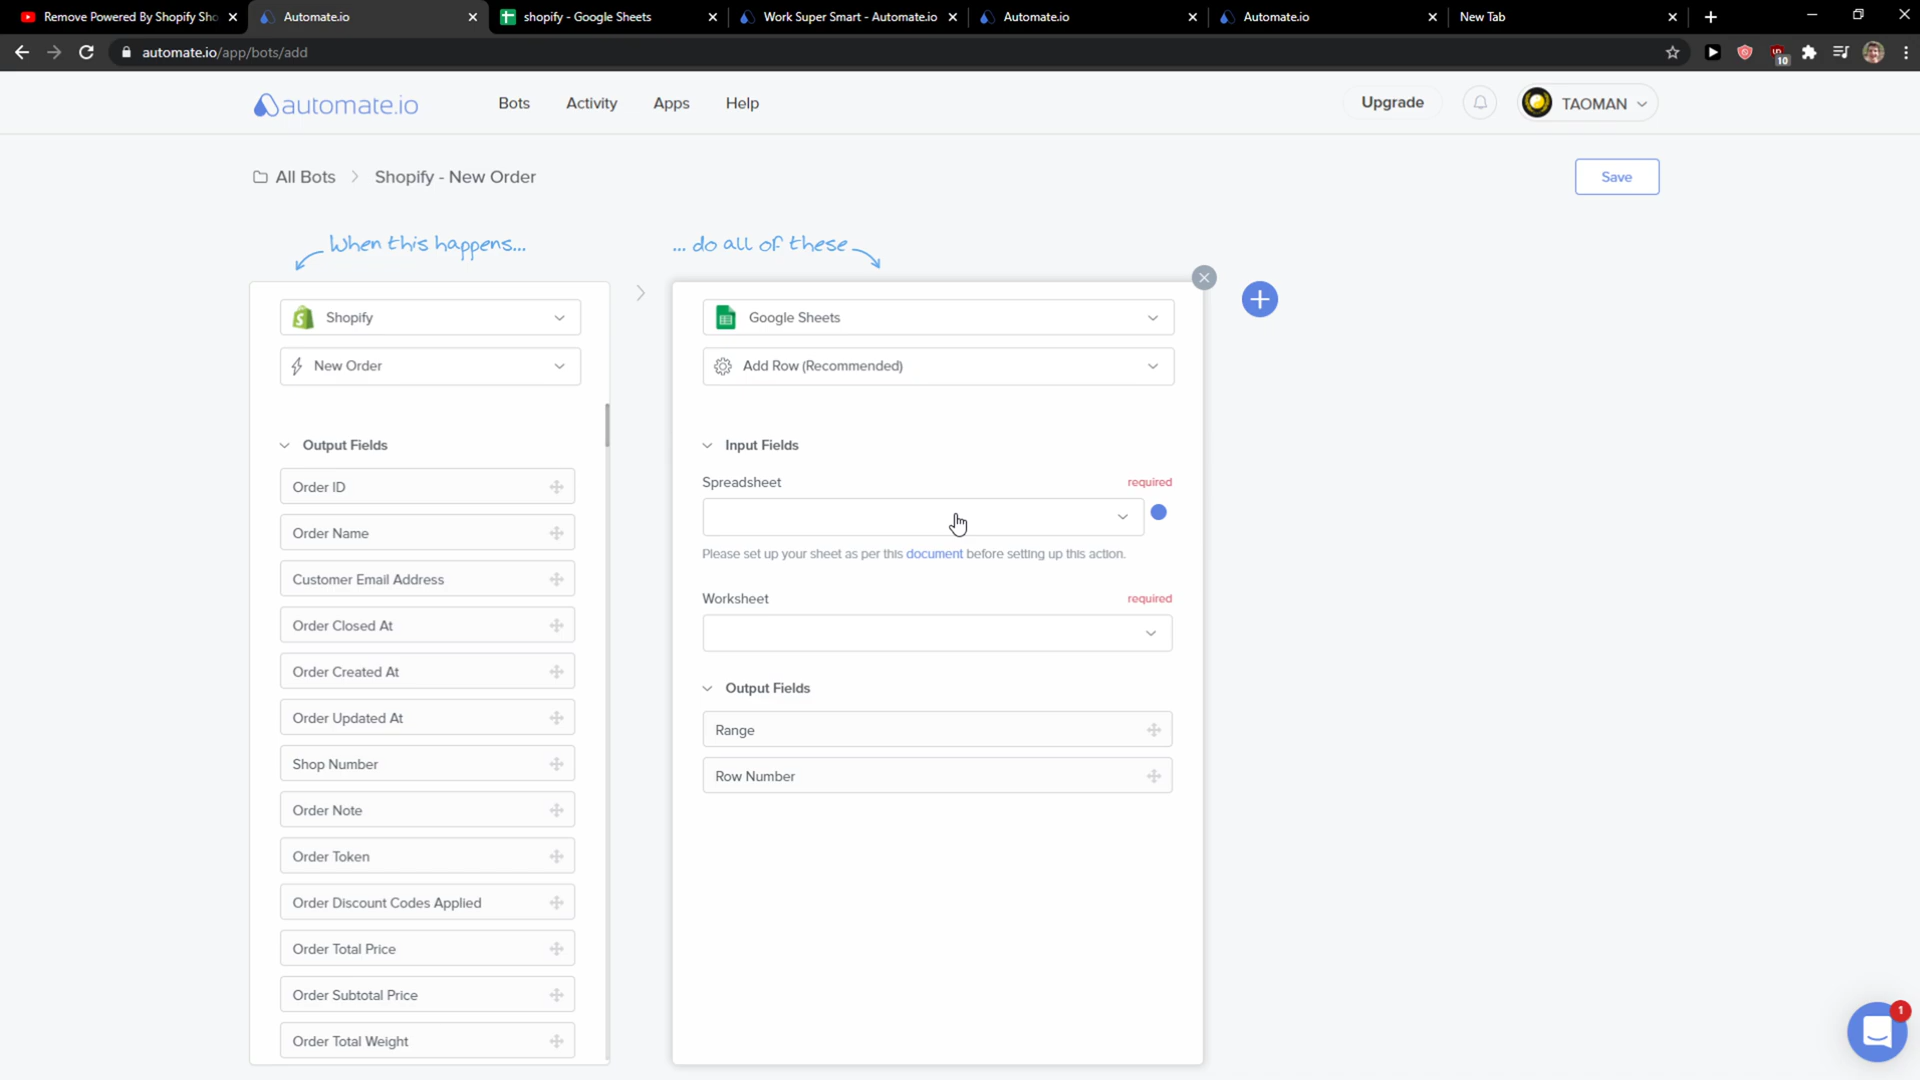 Remove Powered By Shopify Sho
Automate.io
shopify - Google Sheets
Work Super Smart - Automate.io
Automate.io
Automate.io
New Tab
automate.io/app/bots/add
10
automate.io
Bots
Activity
Apps
Help
Upgrade
TAOMAN
All Bots
Shopify - New Order
Save
When this happens...
... do all of these
Shopify
New Order
Output Fields
Order ID
Order Name
Customer Email Address
Order Closed At
Order Created At
Order Updated At
Shop Number
Order Note
Order Token
Order Discount Codes Applied
Order Total Price
Order Subtotal Price
Order Total Weight
Google Sheets
Add Row (Recommended)
Input Fields
Spreadsheet
required
Please set up your sheet as per this document before setting up this action.
Worksheet
required
Output Fields
Range
Row Number
1